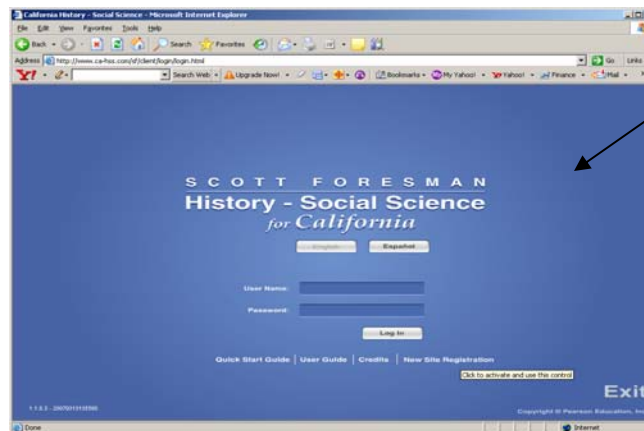 California History - Social Science - Microsoft Internet Explorer
File Edit View Favorites Tools Help
Back Search Favorites
Address http://www.ca-hss.com/sf/client/login/login.html Go Links
Y! Search Web Upgrade Now! Bookmarks My Yahoo! Yahoo! Finance Mail
SCOTT FORESMAN
History - Social Science
for California
English Español
User Name:
Password:
Log in
Quick Start Guide | User Guide | Credits | New Site Registration
Click to activate and use this control
Exit
Copyright © Pearson Education, Inc
Done Internet